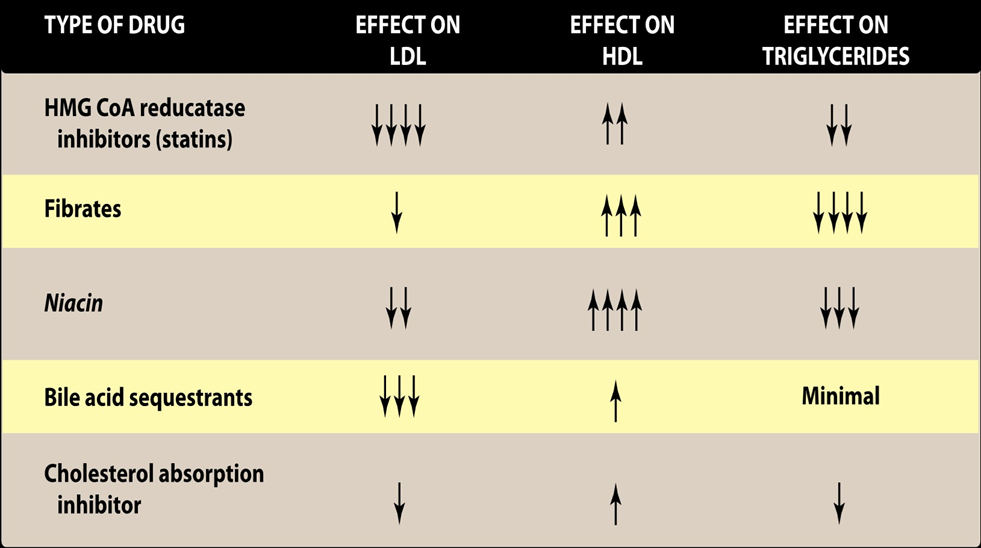 TYPE OF DRUG
EFFECT ON
LDL
EFFECT ON
HDL
EFFECT ON
TRIGLYCERIDES
HMG CoA reducatase
inhibitors (statins)
↓↓↓↓
↑↑
↓↓
Fibrates
↓
↑↑↑
↓↓↓↓
Niacin
↓↓
↑↑↑↑
↓↓↓
Bile acid sequestrants
↓↓↓
↑
Minimal
Cholesterol absorption
inhibitor
↓
↑
↓